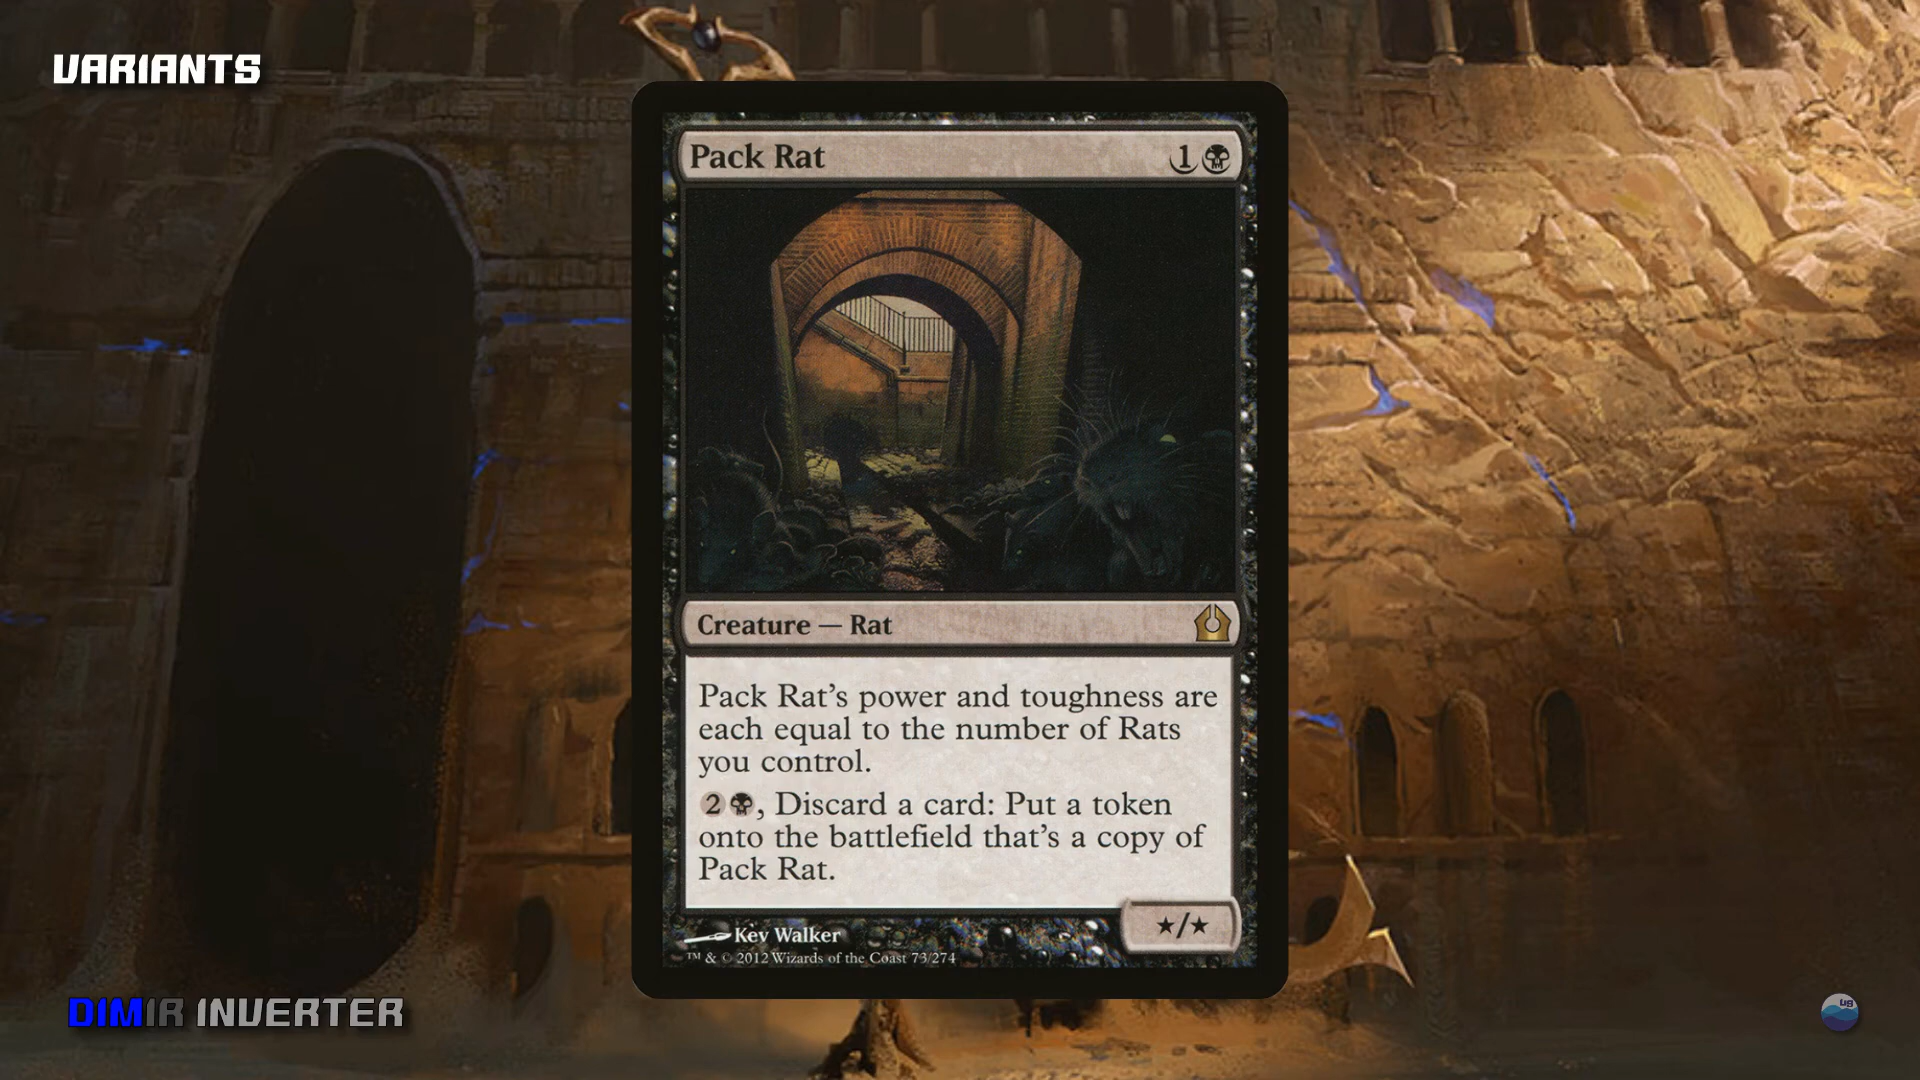 VARIANTS
Pack Rat 1
Creature — Rat
Pack Rat's power and toughness are
each equal to the number of Rats
you control.
2, Discard a card: Put a token
onto the battlefield that's a copy of
Pack Rat.
★/★
Kev Walker
™ & © 2012 Wizards of the Coast 73/274
DIMIR INVERTER
ug